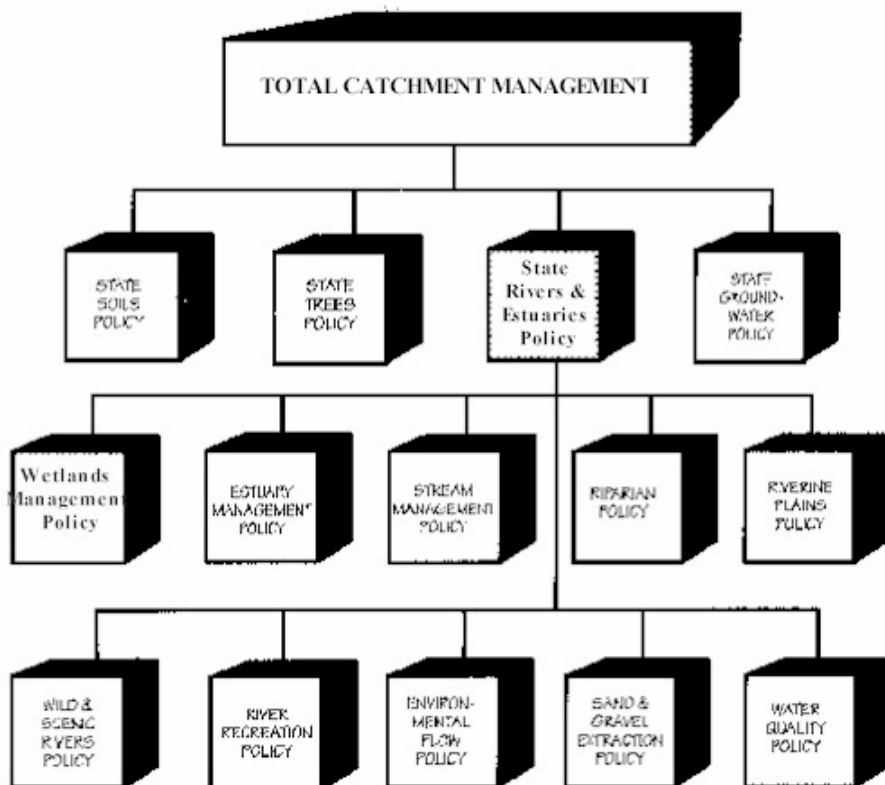 TOTAL CATCHMENT MANAGEMENT
STATE
SOILS
POLICY
STATE
TREES
POLICY
State
Rivers &
Estuaries
Policy
STATF
GROUND-
WATER
POLICY
Wetlands
Management
Policy
ESTUARY
MANAGEMENT
POLICY
STREAM
MANAGEMENT
POLICY
RIPARIAN
POLICY
RIVERINE
PLAINS
POLICY
WILD &
SCENIC
RIVERS
POLICY
RIVER
RECREATION
POLICY
ENVIRON-
MENTAL
FLOW
POLICY
SAND &
GRAVEL
EXTRACTION
POLICY
WATER
QUALITY
POLICY